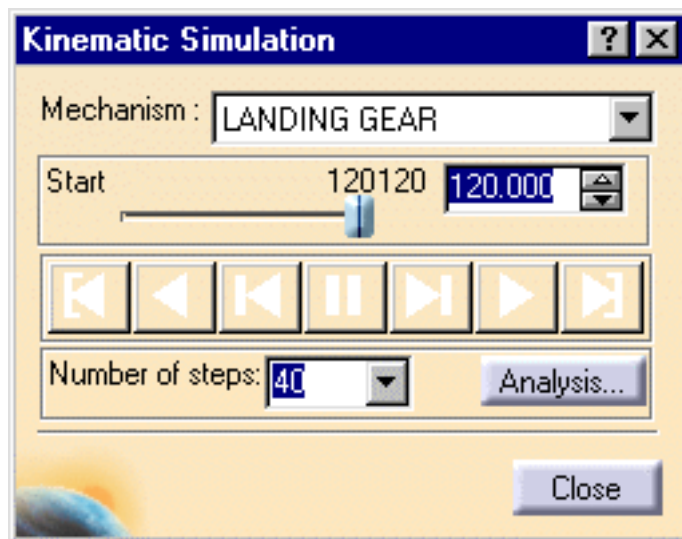 Kinematic Simulation ? X
Mechanism : LANDING GEAR
Start 120120 120.000
Number of steps: 40 Analysis...
Close